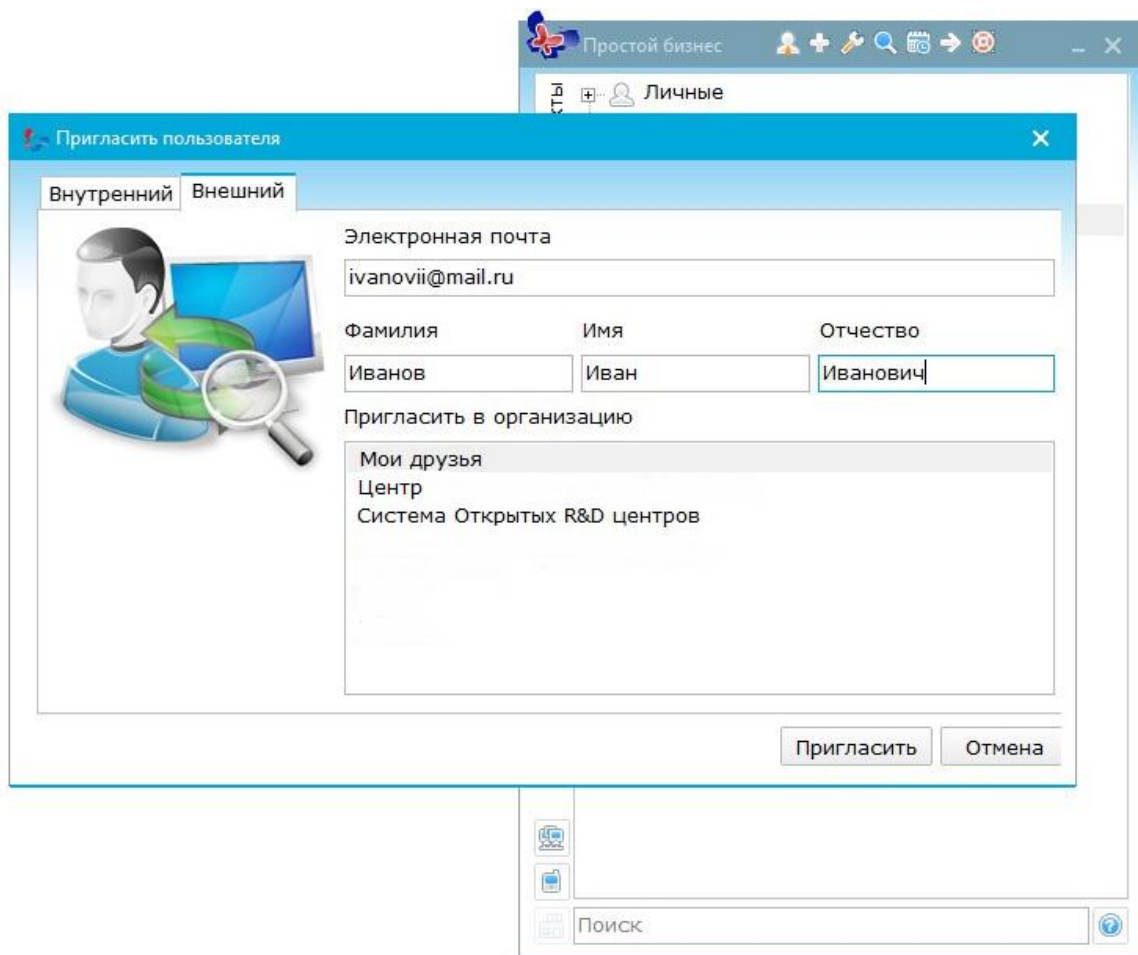 Простой бизнес
Личные
Пригласить пользователя
Внутренний Внешний
Электронная почта
ivanovii@mail.ru
Фамилия Имя Отчество
Иванов Иван Иванович
Пригласить в организацию
Мои друзья
Центр
Система Открытых R&D центров
Пригласить Отмена
Поиск